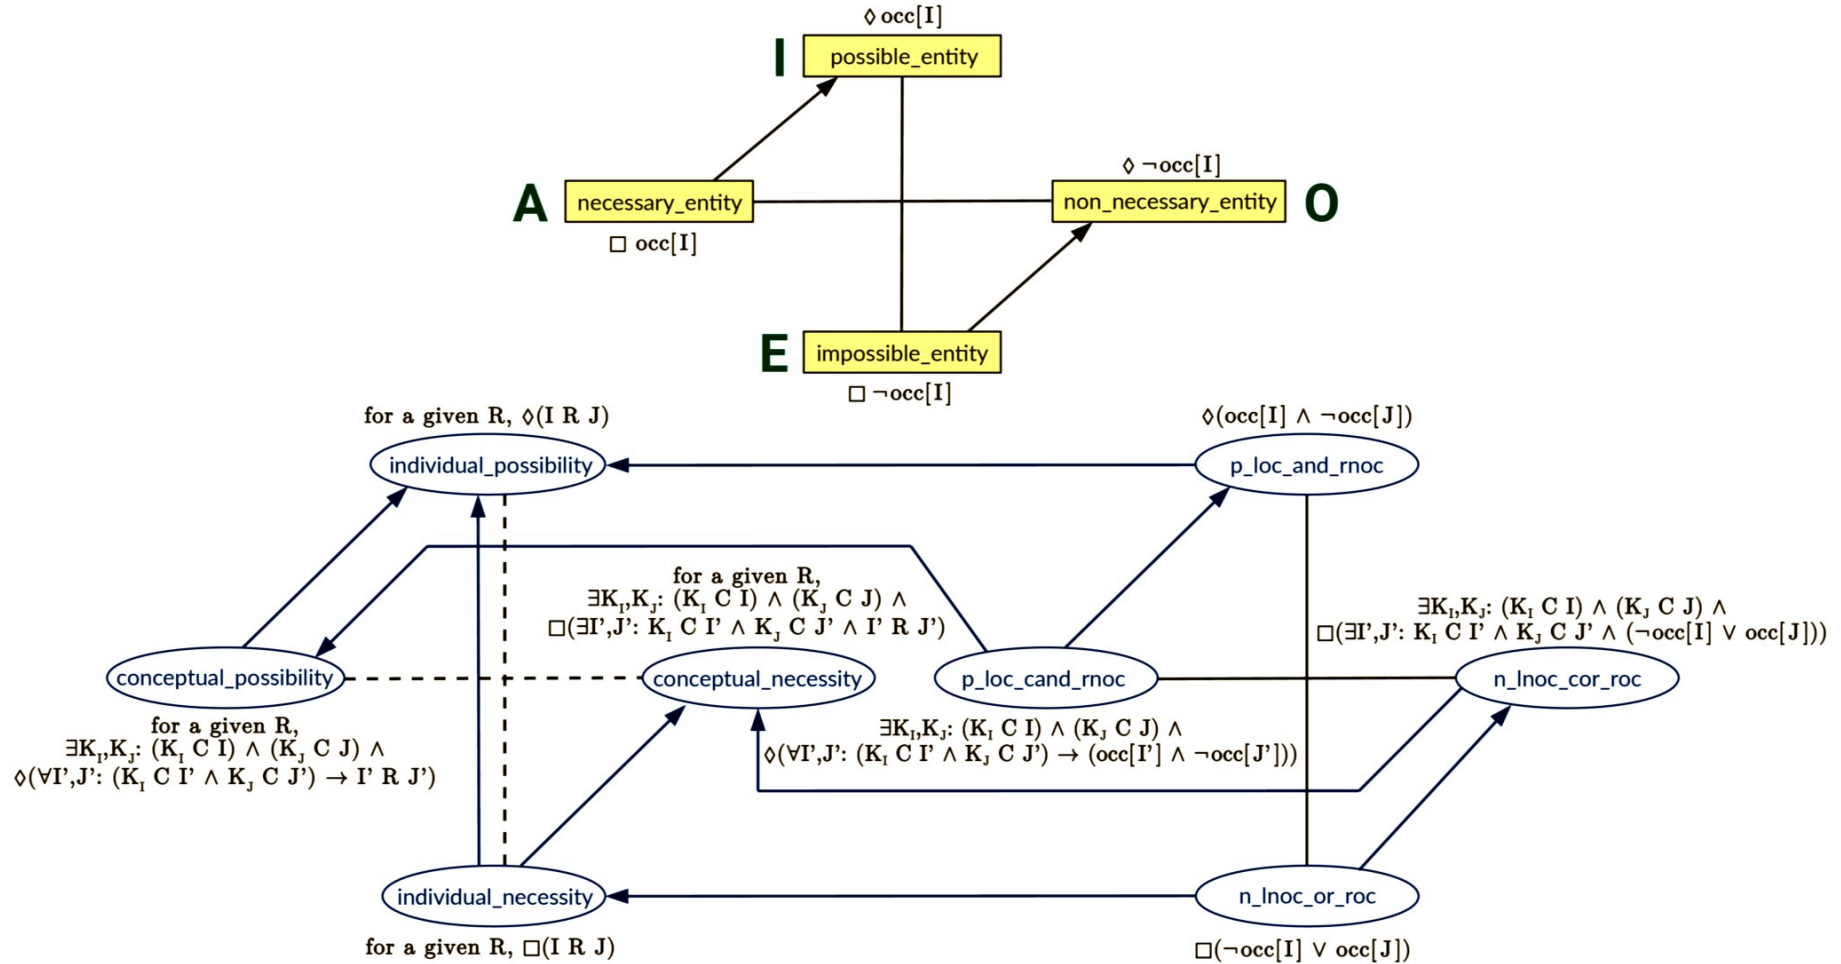 ◊ occ[I]
I
possible_entity
◊ ¬occ[I]
A
necessary_entity
non_necessary_entity
O
□ occ[I]
E
impossible_entity
□ ¬occ[I]
for a given R, ◊(I R J)
◊(occ[I] ∧ ¬occ[J])
individual_possibility
p_loc_and_rnoc
for a given R,
∃K_I,K_J: (K_I C I) ∧ (K_J C J) ∧
□(∃I',J': K_I C I' ∧ K_J C J' ∧ I' R J')
∃K_I,K_J: (K_I C I) ∧ (K_J C J) ∧
□(∃I',J': K_I C I' ∧ K_J C J' ∧ (¬occ[I] ∨ occ[J]))
conceptual_possibility
conceptual_necessity
p_loc_cand_rnoc
n_lnoc_cor_roc
for a given R,
∃K_I,K_J: (K_I C I) ∧ (K_J C J) ∧
◊(∀I',J': (K_I C I' ∧ K_J C J') → I' R J')
∃K_I,K_J: (K_I C I) ∧ (K_J C J) ∧
◊(∀I',J': (K_I C I' ∧ K_J C J') → (occ[I'] ∧ ¬occ[J']))
individual_necessity
n_lnoc_or_roc
for a given R, □(I R J)
□(¬occ[I] ∨ occ[J])